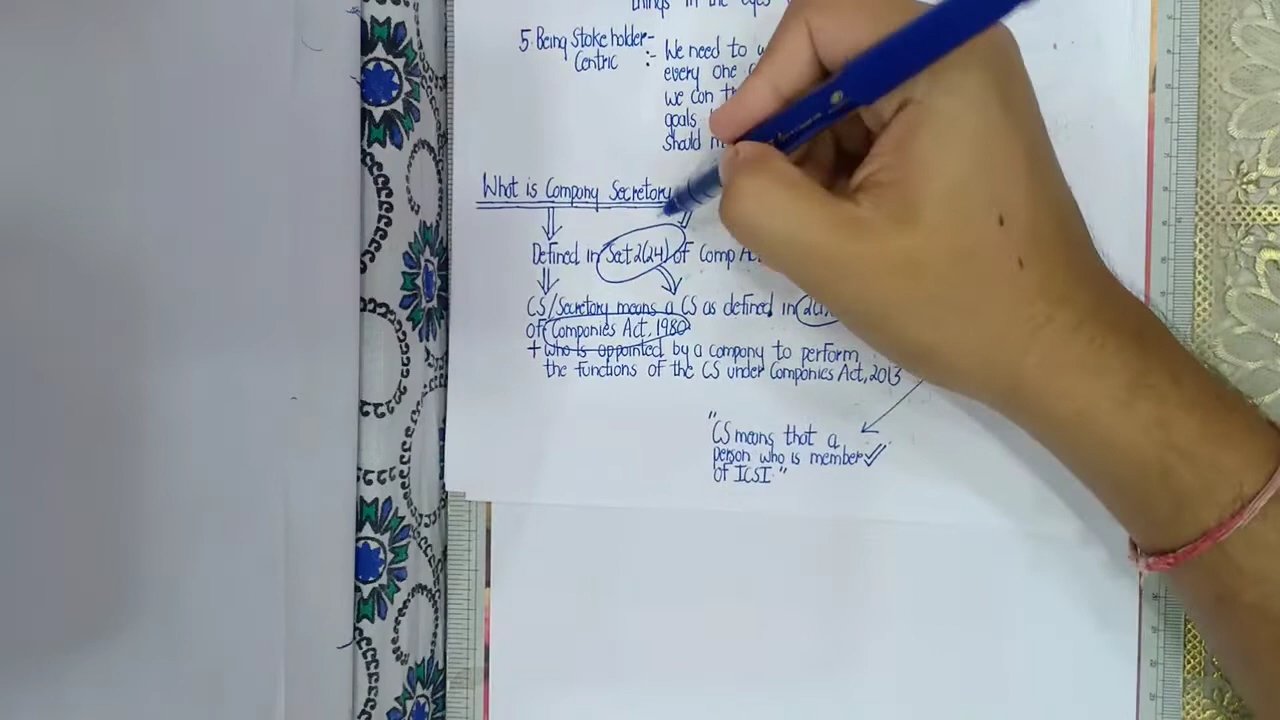 things in the eyes
5. Being Stakeholder-
Centric :- We need to
every one
we can
goals
should
What is Company Secretary
Defined in Sect 2(24) of Comp
CS/Secretary means a CS as defined in
of Companies Act, 1980
+ who is appointed by a company to perform
the functions of the CS under Companies Act, 2013
"CS means that a
person who is member
of ICSI."